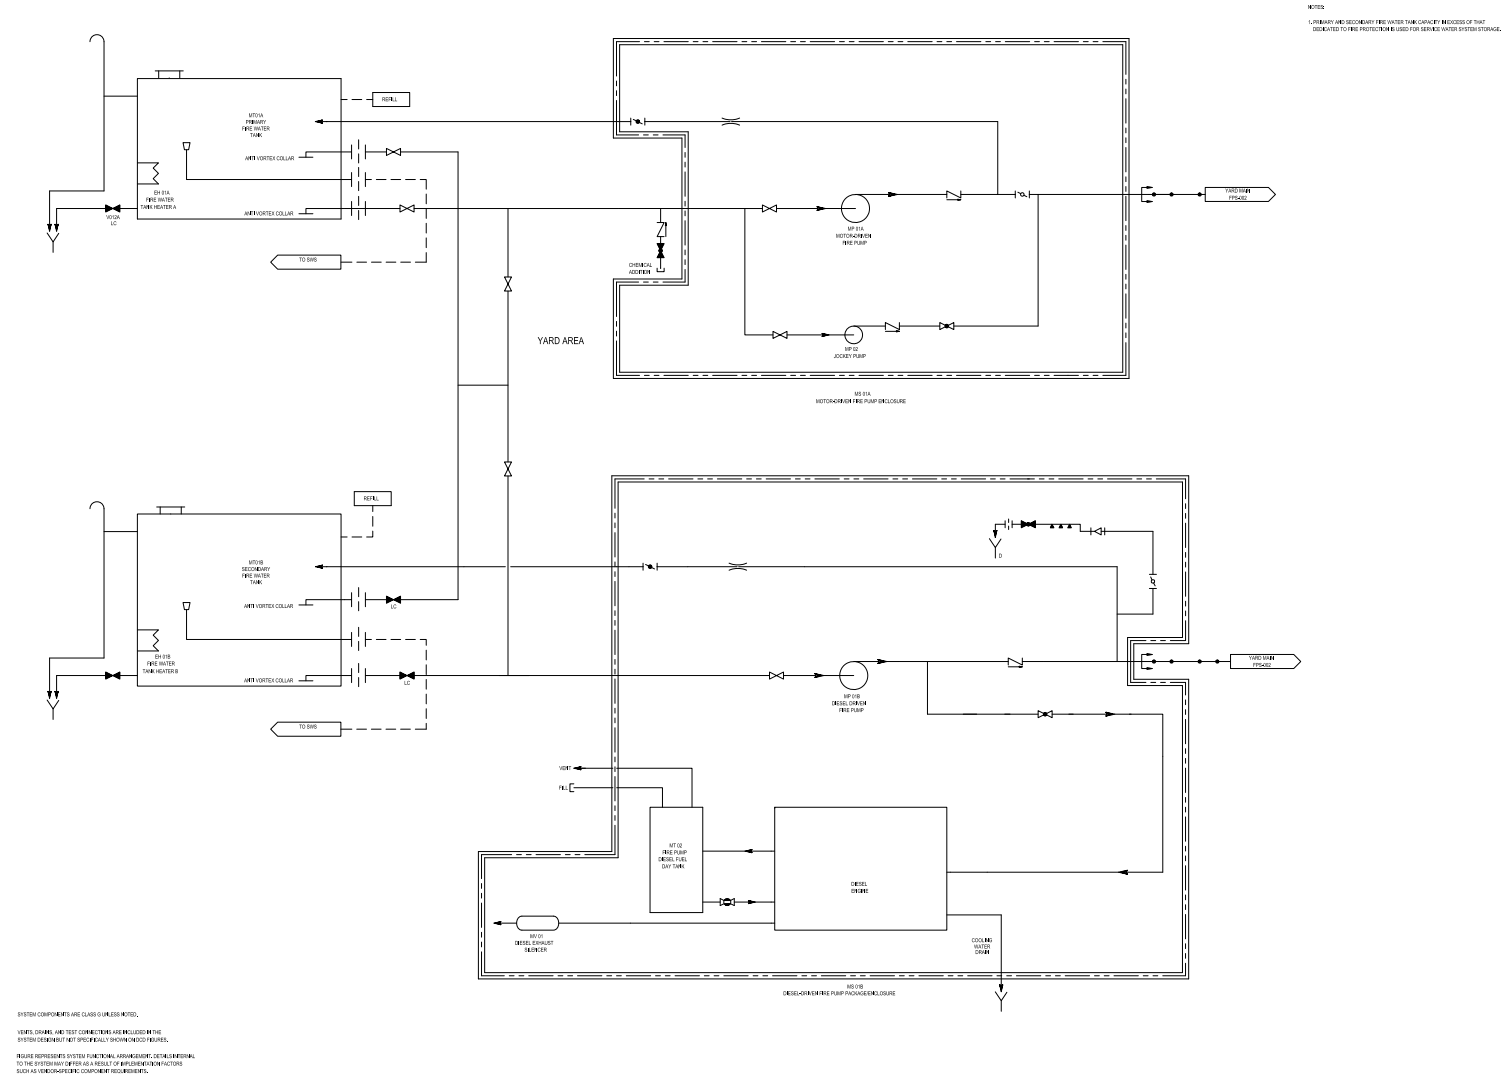 NOTES:
1. PRIMARY AND SECONDARY FIRE WATER TANK CAPACITY IN EXCESS OF THAT
DEDICATED TO FIRE PROTECTION IS USED FOR SERVICE WATER SYSTEM STORAGE.
REFILL
MT01A
PRIMARY
FIRE WATER
TANK
ANTI VORTEX COLLAR
EH 01A
FIRE WATER
TANK HEATER A
ANTI VORTEX COLLAR
V012A
LC
TO SWS
CHEMICAL
ADDITION
MP 01A
MOTOR-DRIVEN
FIRE PUMP
YARD MAIN
FPS-002
MP 02
JOCKEY PUMP
YARD AREA
MS 01A
MOTOR-DRIVEN FIRE PUMP ENCLOSURE
REFILL
MT01B
SECONDARY
FIRE WATER
TANK
ANTI VORTEX COLLAR
LC
EH 01B
FIRE WATER
TANK HEATER B
ANTI VORTEX COLLAR
LC
TO SWS
D
MP 01B
DIESEL DRIVEN
FIRE PUMP
YARD MAIN
FPS-002
VENT
FILL
MT 02
FIRE PUMP
DIESEL FUEL
DAY TANK
DIESEL
ENGINE
MV 01
DIESEL EXHAUST
SILENCER
COOLING
WATER
DRAIN
MS 01B
DIESEL-DRIVEN FIRE PUMP PACKAGE/ENCLOSURE
SYSTEM COMPONENTS ARE CLASS G UNLESS NOTED.
VENTS, DRAINS, AND TEST CONNECTIONS ARE INCLUDED IN THE
SYSTEM DESIGN BUT NOT SPECIFICALLY SHOWN ON DCD FIGURES.
FIGURE REPRESENTS SYSTEM FUNCTIONAL ARRANGEMENT. DETAILS INTERNAL
TO THE SYSTEM MAY DIFFER AS A RESULT OF IMPLEMENTATION FACTORS
SUCH AS VENDOR-SPECIFIC COMPONENT REQUIREMENTS.